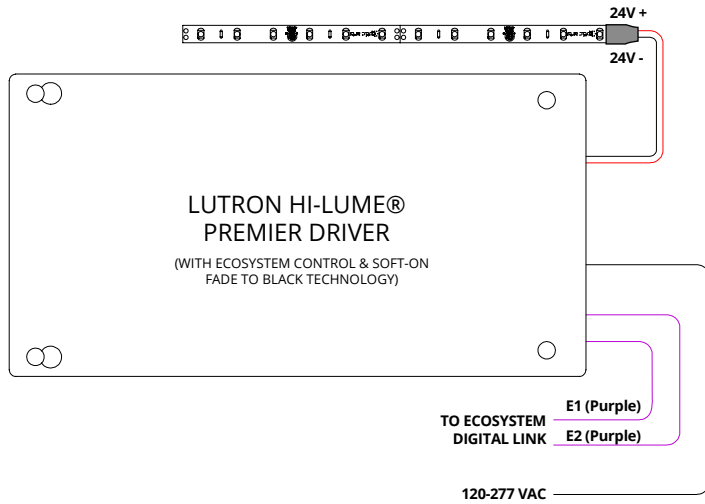 24V +
24V -
LUTRON HI-LUME®
PREMIER DRIVER
(WITH ECOSYSTEM CONTROL & SOFT-ON
FADE TO BLACK TECHNOLOGY)
E1 (Purple)
TO ECOSYSTEM
DIGITAL LINK
E2 (Purple)
120-277 VAC